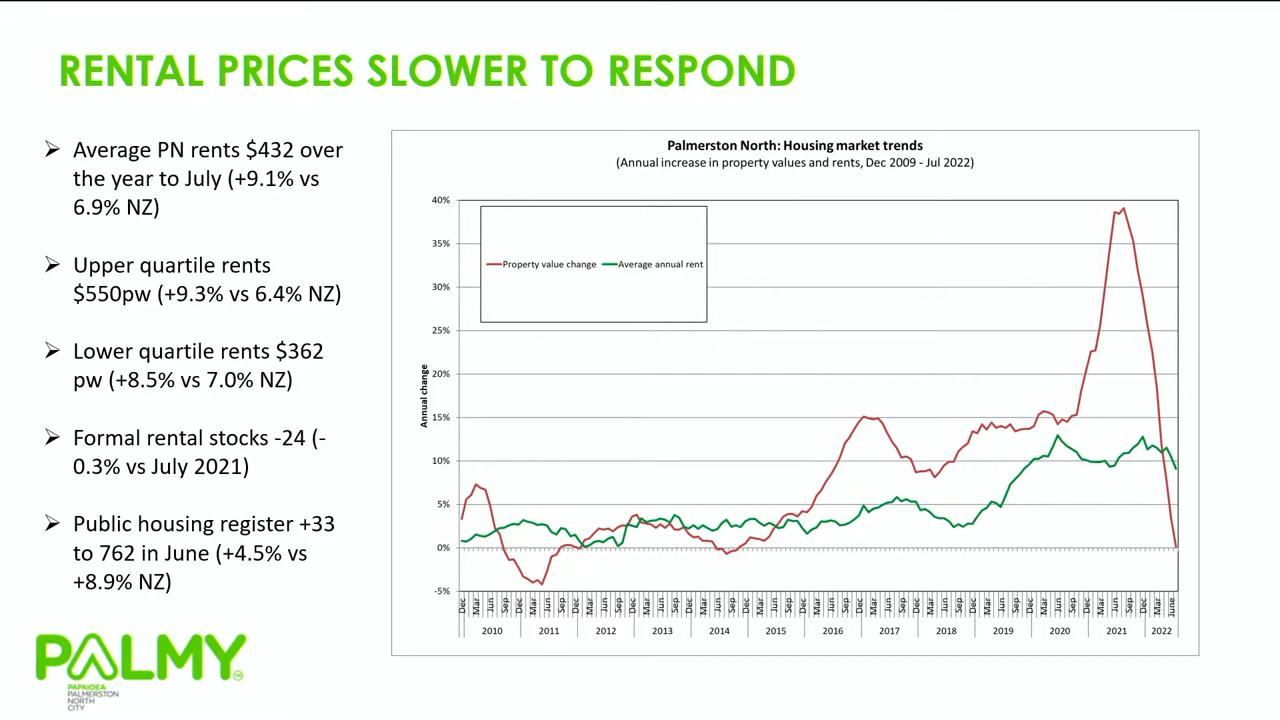 RENTAL PRICES SLOWER TO RESPOND
➢ Average PN rents $432 over
the year to July (+9.1% vs
6.9% NZ)
➢ Upper quartile rents
$550pw (+9.3% vs 6.4% NZ)
➢ Lower quartile rents $362
pw (+8.5% vs 7.0% NZ)
➢ Formal rental stocks -24 (-
0.3% vs July 2021)
➢ Public housing register +33
to 762 in June (+4.5% vs
+8.9% NZ)
PALMY
PAPAIOEA
PALMERSTON
NORTH
CITY
Palmerston North: Housing market trends
(Annual increase in property values and rents, Dec 2009 - Jul 2022)
Annual change
40%
35%
30%
25%
20%
15%
10%
5%
0%
-5%
Property value change Average annual rent
Dec Mar Jun Sep Dec Mar Jun Sep Dec Mar Jun Sep Dec Mar Jun Sep Dec Mar Jun Sep Dec Mar Jun Sep Dec Mar Jun Sep Dec Mar Jun Sep Dec Mar Jun Sep Dec Mar Jun Sep Dec Mar Jun Sep Dec Mar Jun Sep Dec Mar June
2010 2011 2012 2013 2014 2015 2016 2017 2018 2019 2020 2021 2022